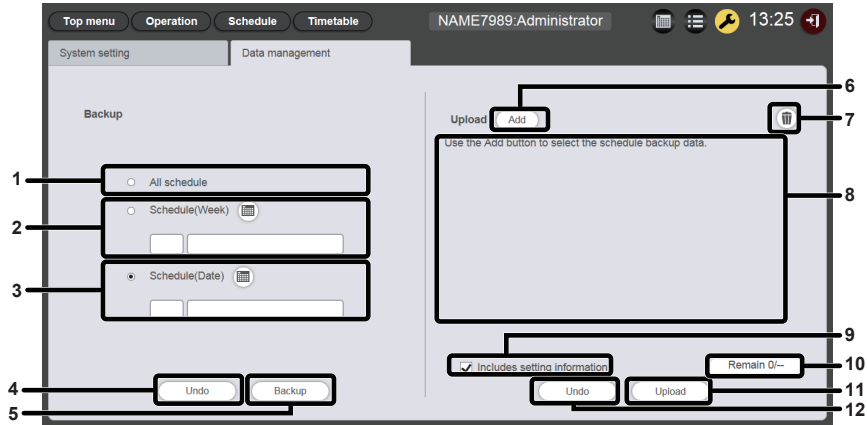 Top menu Operation Schedule Timetable NAME7989:Administrator 13:25
System setting Data management
6
Backup
Upload Add
7
Use the Add button to select the schedule backup data.
1
All schedule
8
2
Schedule(Week)
3
Schedule(Date)
9
Includes setting information
Remain 0/--
10
4
Undo Backup
Undo Upload
11
5
12